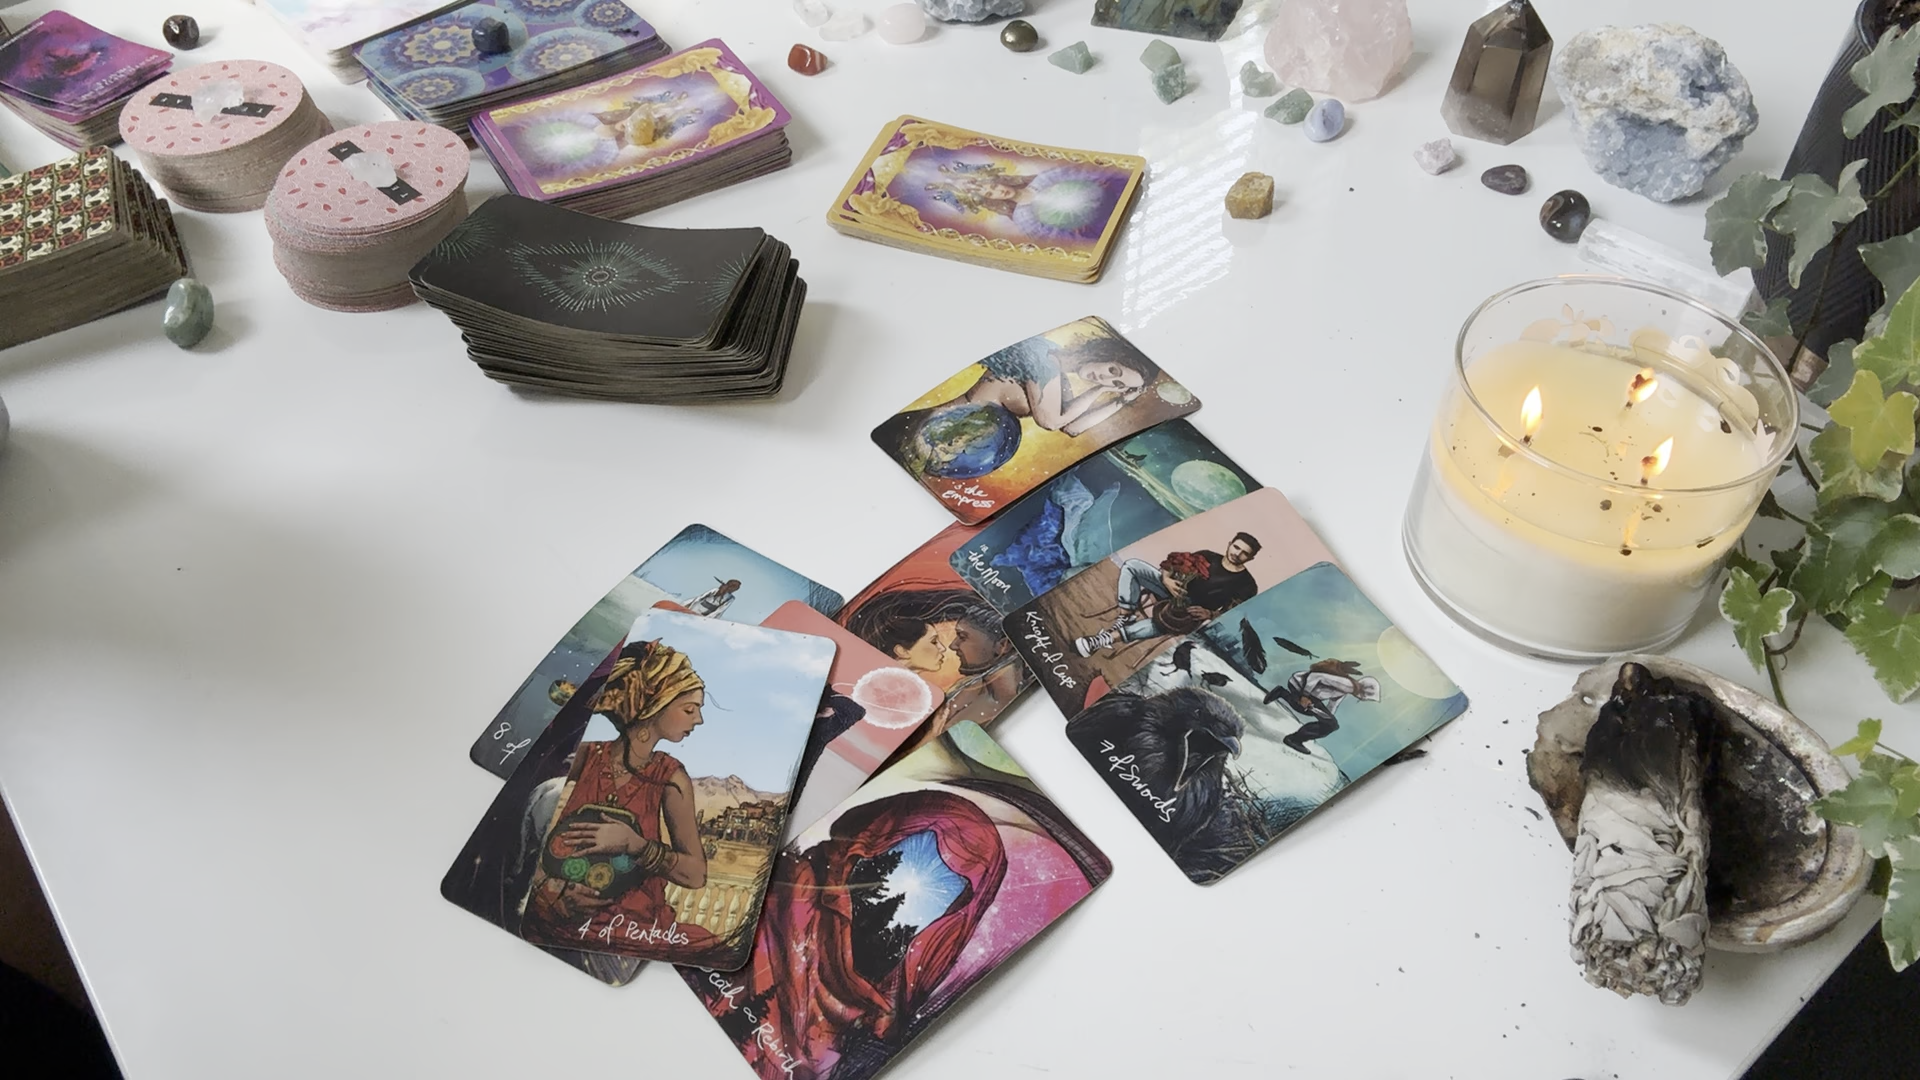 '3 the
Empress
18
the Moon
Knight of Cups
7 of Swords
8 of
4 of Pentacles
Death ∞ Rebirth